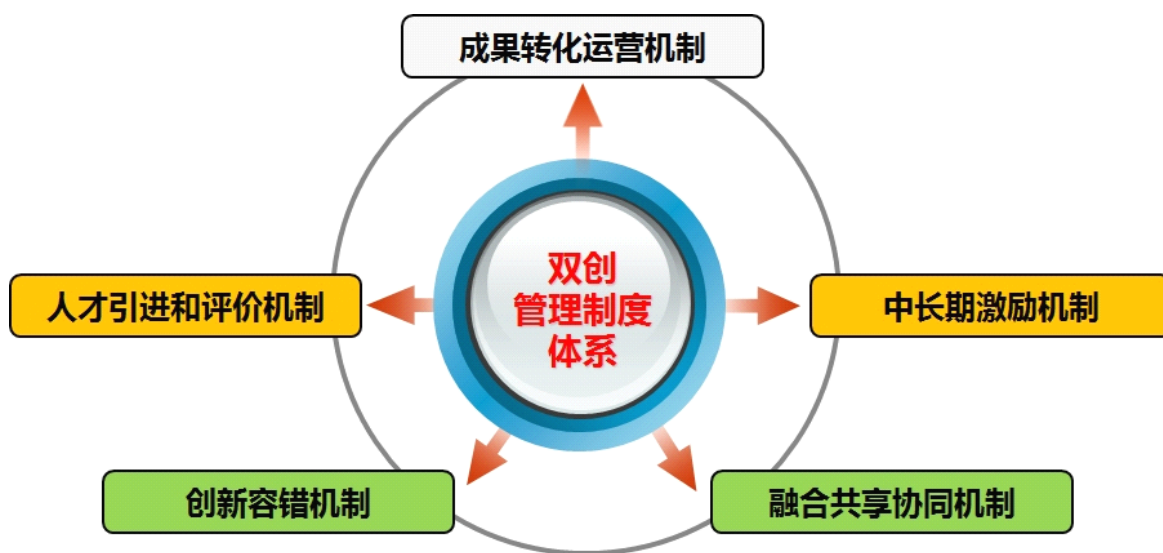 成果转化运营机制
双创
管理制度
体系
人才引进和评价机制
中长期激励机制
创新容错机制
融合共享协同机制